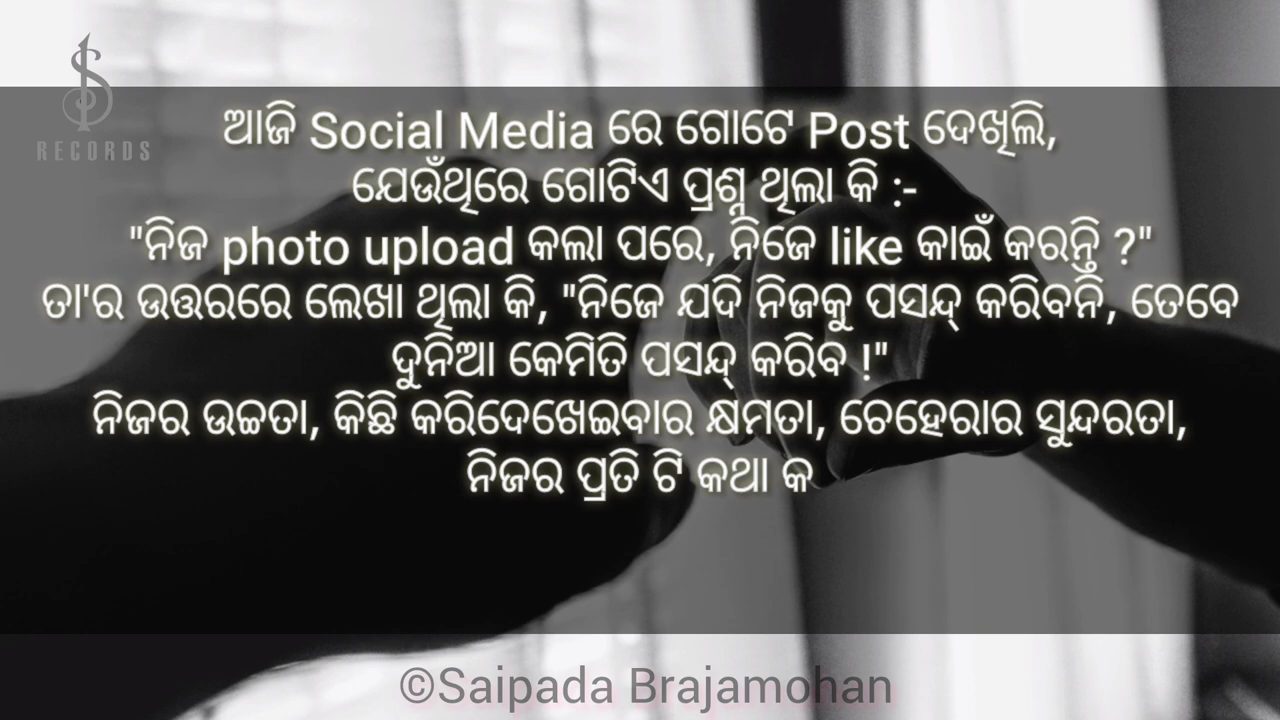 RECORDS
ଆଜି Social Media ରେ ଗୋଟେ Post ଦେଖିଲି,
ଯେଉଁଥିରେ ଗୋଟିଏ ପ୍ରଶ୍ନ ଥିଲା କି :-
"ନିଜ photo upload କଲା ପରେ, ନିଜେ like କାଇଁ କରନ୍ତି ?"
ତା'ର ଉତ୍ତରରେ ଲେଖା ଥିଲା କି, "ନିଜେ ଯଦି ନିଜକୁ ପସନ୍ଦ୍ କରିବନି, ତେବେ
ଦୁନିଆ କେମିତି ପସନ୍ଦ୍ କରିବ !"
ନିଜର ଉଚ୍ଚତା, କିଛି କରିଦେଖେଇବାର କ୍ଷମତା, ଚେହେରାର ସୁନ୍ଦରତା,
ନିଜର ପ୍ରତି ଟି କଥା କ
©Saipada Brajamohan